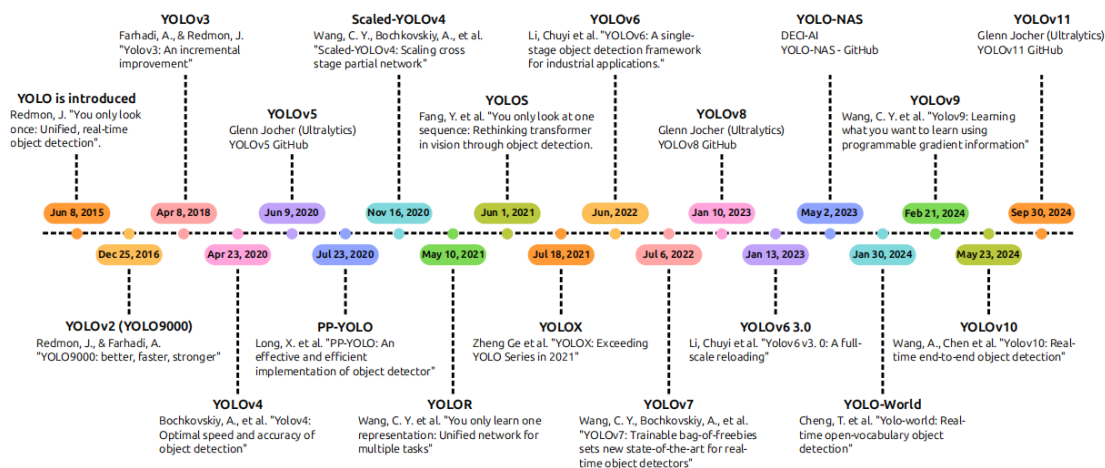 YOLOv3
Farhadi, A., & Redmon, J.
"Yolov3: An incremental
improvement"
Scaled-YOLOv4
Wang, C. Y., Bochkovskiy, A., et al.
"Scaled-YOLOv4: Scaling cross
stage partial network"
YOLOv6
Li, Chuyi et al. "YOLOv6: A single-
stage object detection framework
for industrial applications."
YOLO-NAS
DECI-AI
YOLO-NAS - GitHub
YOLOv11
Glenn Jocher (Ultralytics)
YOLOv11 GitHub
YOLO is introduced
Redmon, J. "You only look
once: Unified, real-time
object detection".
YOLOv5
Glenn Jocher (Ultralytics)
YOLOv5 GitHub
YOLOS
Fang, Y. et al. "You only look at one
sequence: Rethinking transformer
in vision through object detection.
YOLOv8
Glenn Jocher (Ultralytics)
YOLOv8 GitHub
YOLOv9
Wang, C. Y. et al. "Yolov9: Learning
what you want to learn using
programmable gradient information"
Jun 8, 2015
Apr 8, 2018
Jun 9, 2020
Nov 16, 2020
Jun 1, 2021
Jun, 2022
Jan 10, 2023
May 2, 2023
Feb 21, 2024
Sep 30, 2024
Dec 25, 2016
Apr 23, 2020
Jul 23, 2020
May 10, 2021
Jul 18, 2021
Jul 6, 2022
Jan 13, 2023
Jan 30, 2024
May 23, 2024
YOLOv2 (YOLO9000)
Redmon, J., & Farhadi, A.
"YOLO9000: better, faster, stronger"
PP-YOLO
Long, X. et al. "PP-YOLO: An
effective and efficient
implementation of object detector"
YOLOX
Zheng Ge et al. "YOLOX: Exceeding
YOLO Series in 2021"
YOLOv6 3.0
Li, Chuyi et al. "Yolov6 v3. 0: A full-
scale reloading"
YOLOv10
Wang, A., Chen et al. "Yolov10: Real-
time end-to-end object detection"
YOLOv4
Bochkovskiy, A., et al. "Yolov4:
Optimal speed and accuracy of
object detection"
YOLOR
Wang, C. Y. et al. "You only learn one
representation: Unified network for
multiple tasks"
YOLOv7
Wang, C. Y., Bochkovskiy, A., et al.
"YOLOv7: Trainable bag-of-freebies
sets new state-of-the-art for real-
time object detectors"
YOLO-World
Cheng, T. et al. "Yolo-world: Real-
time open-vocabulary object
detection"